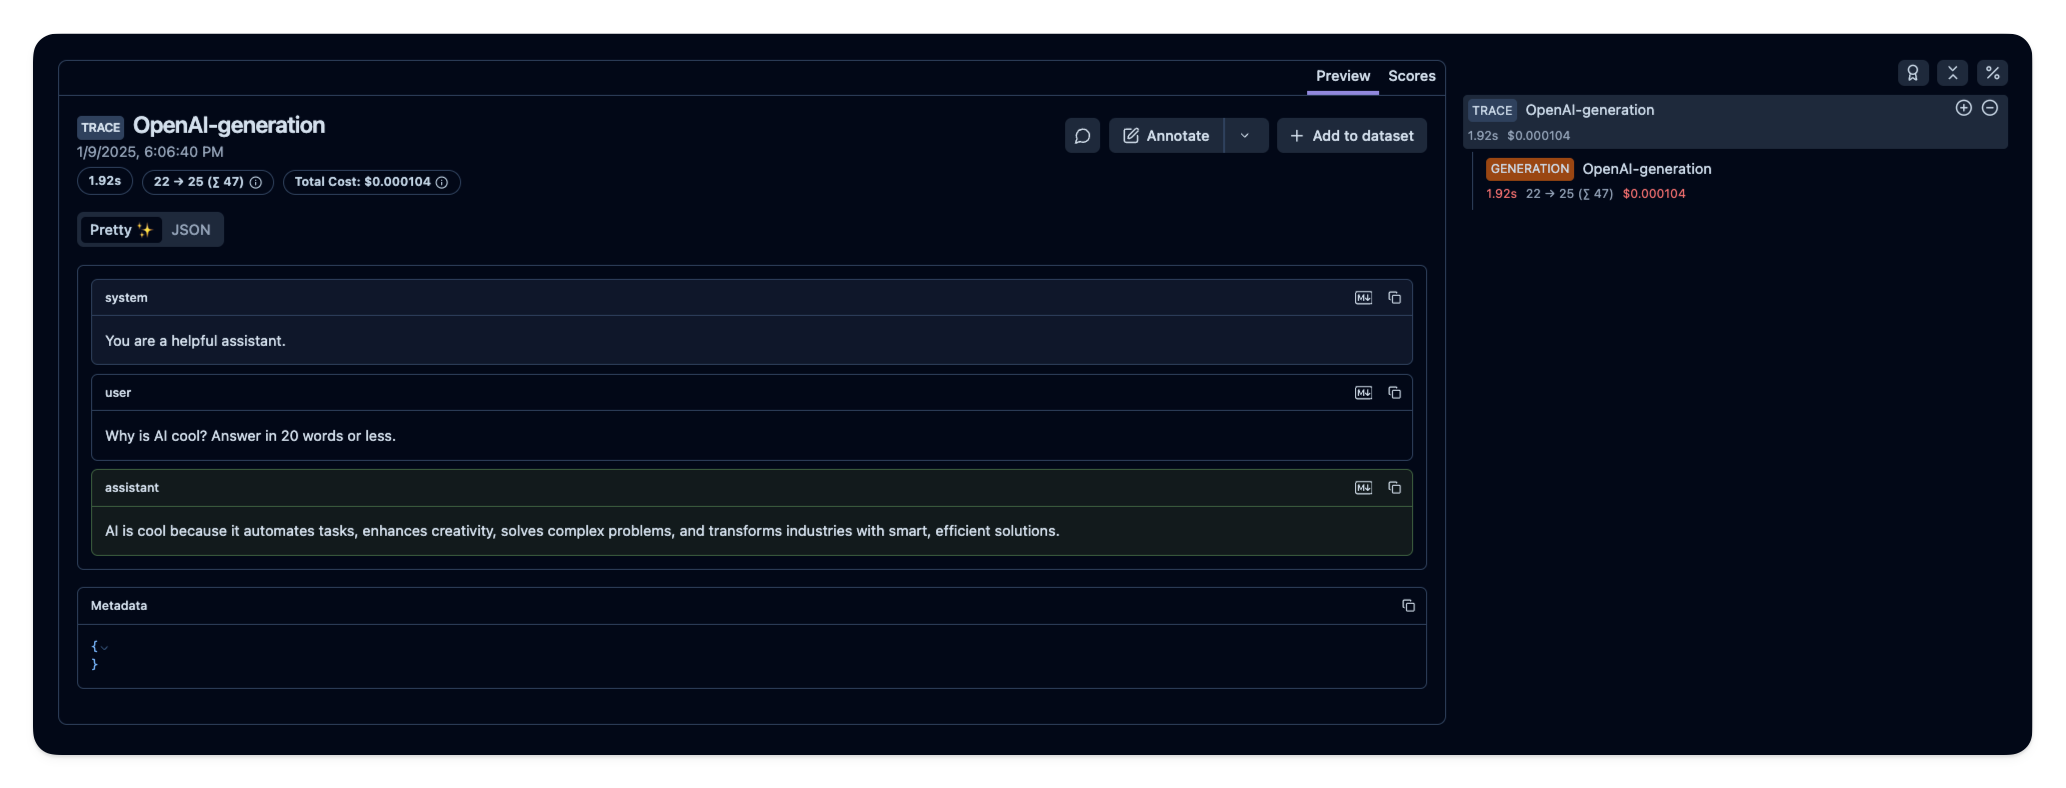 Preview Scores
TRACE OpenAI-generation
1/9/2025, 6:06:40 PM
1.92s 22 → 25 (∑ 47) Total Cost: $0.000104
Annotate
Add to dataset
Pretty ✨ JSON
system
You are a helpful assistant.
user
Why is AI cool? Answer in 20 words or less.
assistant
AI is cool because it automates tasks, enhances creativity, solves complex problems, and transforms industries with smart, efficient solutions.
Metadata
{
}
TRACE OpenAI-generation
1.92s $0.000104
GENERATION OpenAI-generation
1.92s 22 → 25 (∑ 47) $0.000104